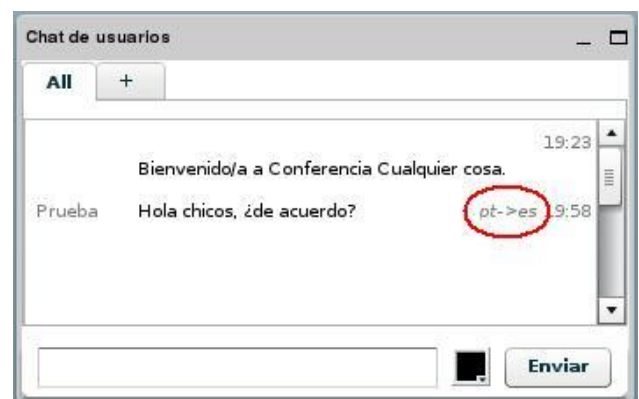 Chat de usuarios
All +
19:23
Bienvenido/a a Conferencia Cualquier cosa.
Prueba Hola chicos, ¿de acuerdo? pt->es 19:58
Enviar